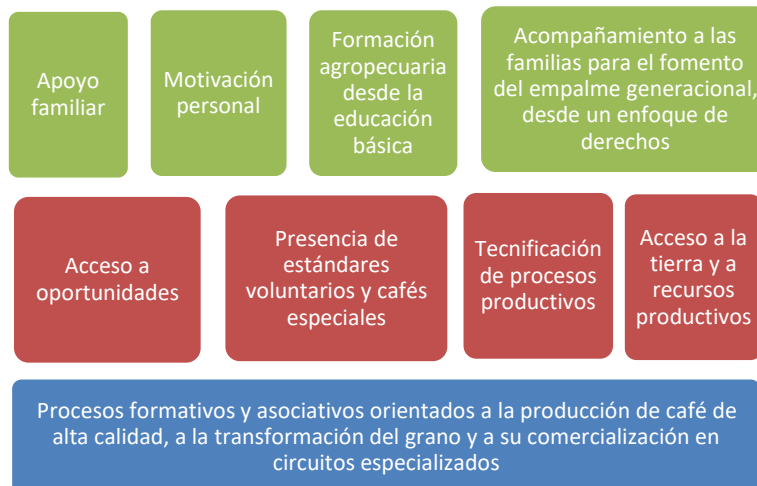 Apoyo
familiar
Motivación
personal
Formación
agropecuaria
desde la
educación
básica
Acompañamiento a las
familias para el fomento
del empalme generacional,
desde un enfoque de
derechos
Acceso a
oportunidades
Presencia de
estándares
voluntarios y cafés
especiales
Tecnificación
de procesos
productivos
Acceso a la
tierra y a
recursos
productivos
Procesos formativos y asociativos orientados a la producción de café de
alta calidad, a la transformación del grano y a su comercialización en
circuitos especializados